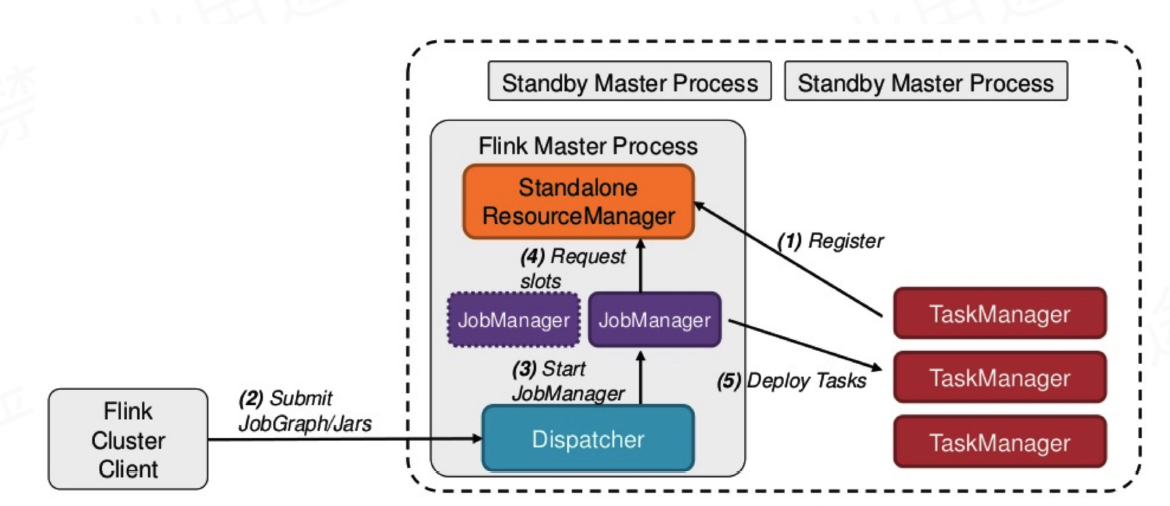 Standby Master Process
Standby Master Process
Flink Master Process
Standalone
ResourceManager
(1) Register
(4) Request
slots
JobManager
JobManager
TaskManager
TaskManager
TaskManager
(3) Start
JobManager
(5) Deploy Tasks
(2) Submit
JobGraph/Jars
Flink
Cluster
Client
Dispatcher